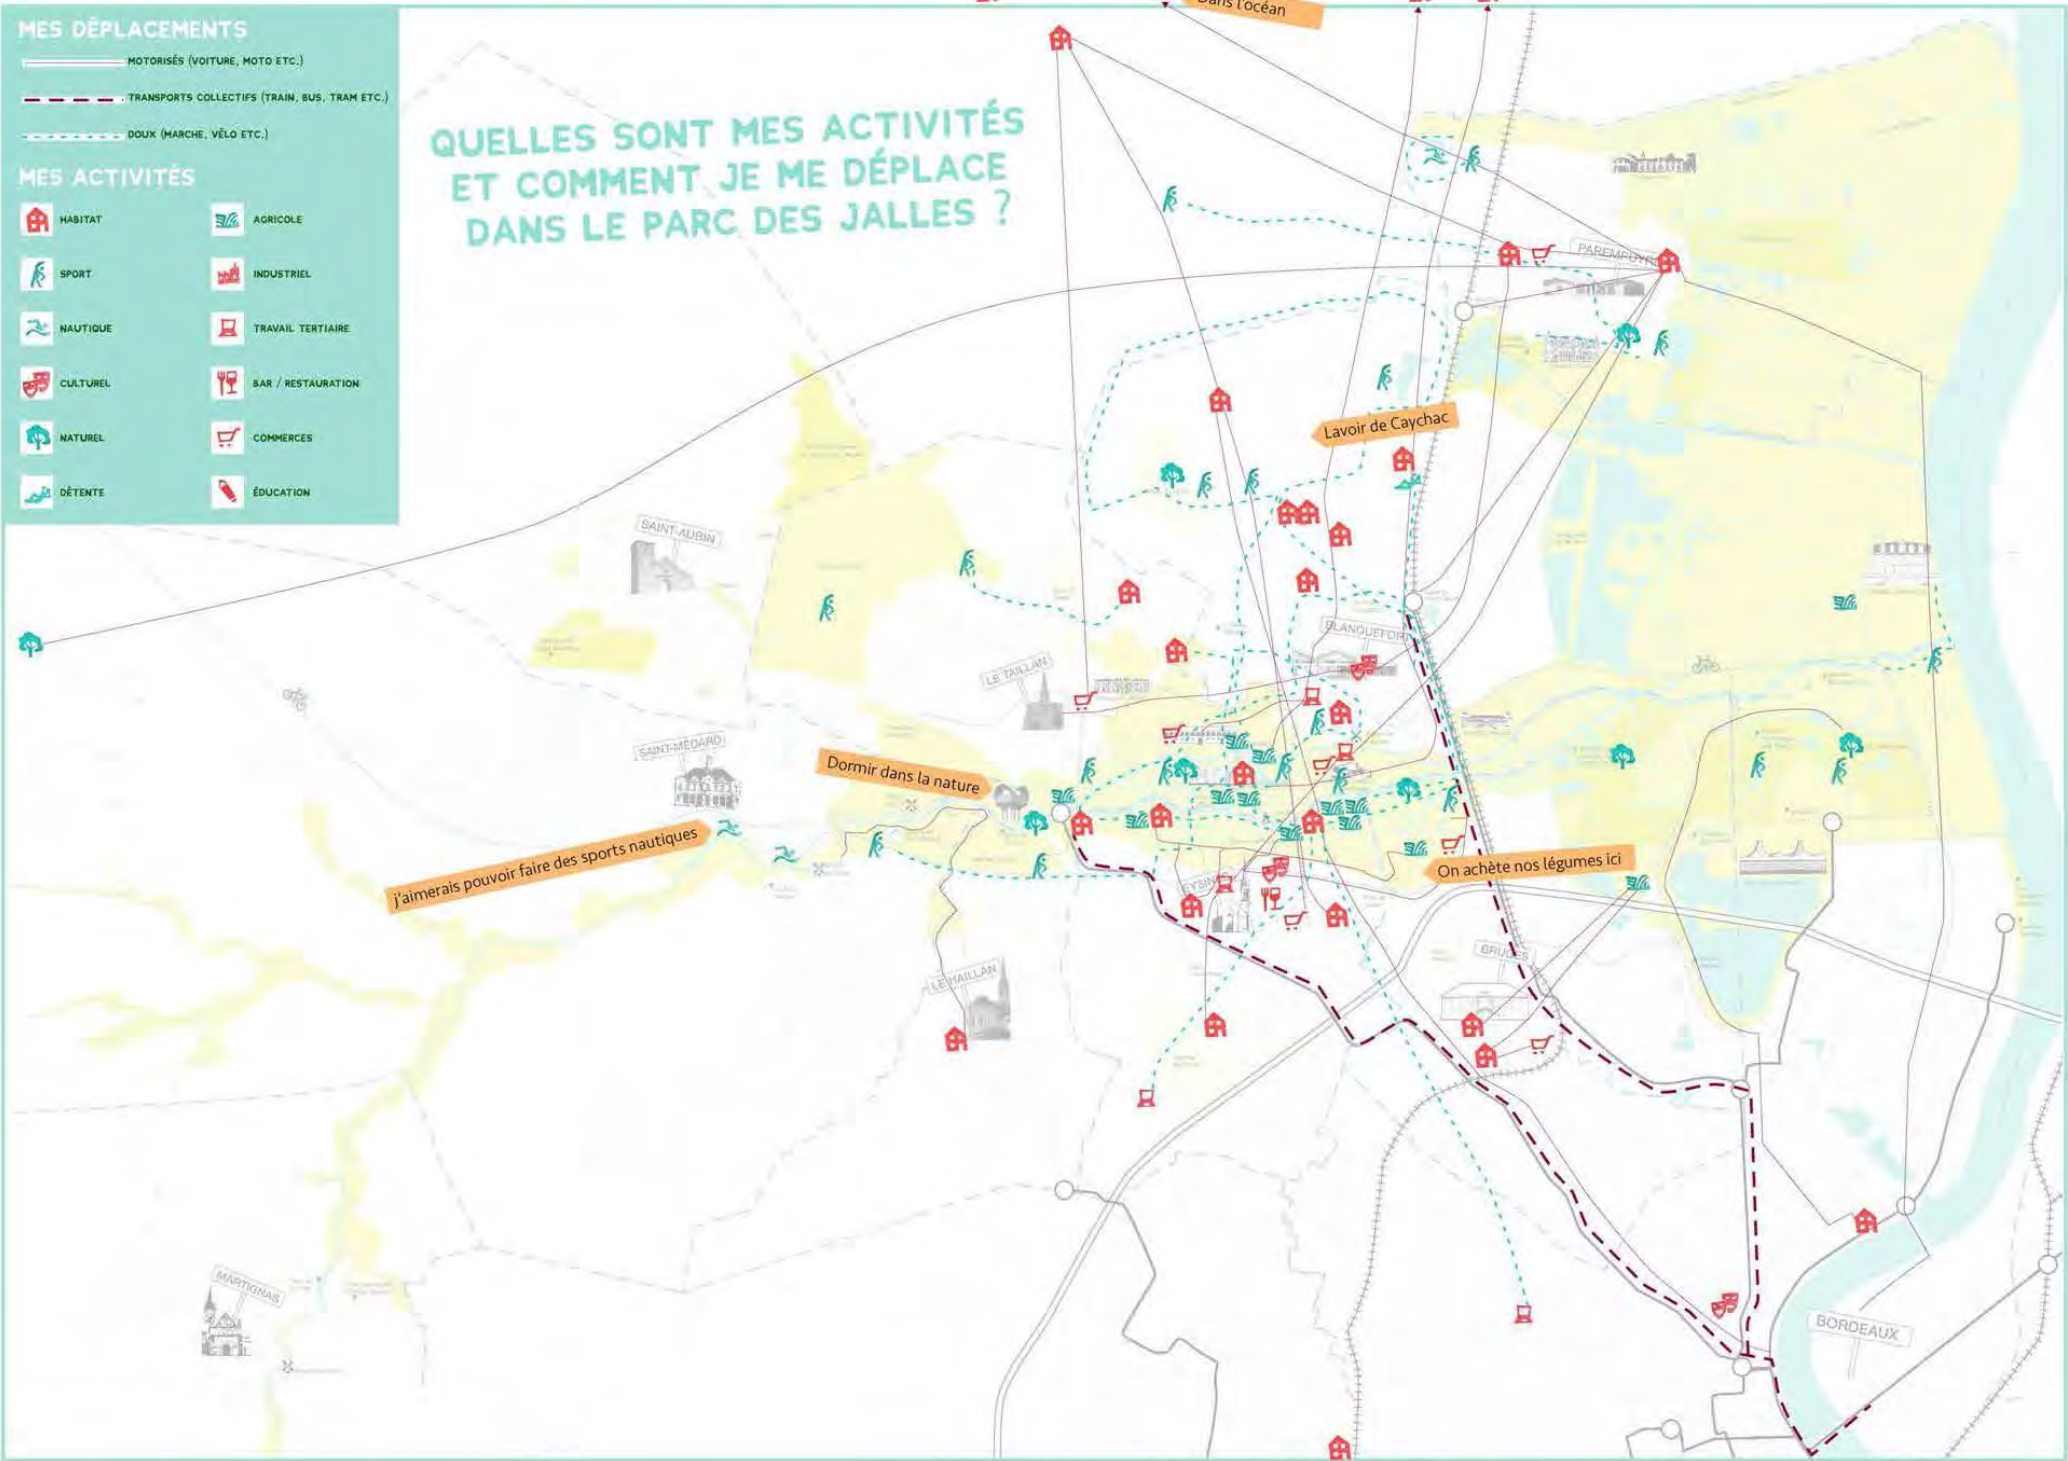 Dans l'océan
MES DÉPLACEMENTS
MOTORISÉS (VOITURE, MOTO ETC.)
TRANSPORTS COLLECTIFS (TRAIN, BUS, TRAM ETC.)
DOUX (MARCHE, VÉLO ETC.)
MES ACTIVITÉS
HABITAT
AGRICOLE
SPORT
INDUSTRIEL
NAUTIQUE
TRAVAIL TERTIAIRE
CULTUREL
BAR / RESTAURATION
NATUREL
COMMERCES
DÉTENTE
ÉDUCATION
QUELLES SONT MES ACTIVITÉS
ET COMMENT JE ME DÉPLACE
DANS LE PARC DES JALLES ?
PAREMPUYRE
Lavoir de Caychac
SAINT-AUBIN
BLANQUEFORT
LE TAILLAN
SAINT-MÉDARD
Dormir dans la nature
j'aimerais pouvoir faire des sports nautiques
On achète nos légumes ici
EYSINES
BRUGES
LE HAILLAN
MARTIGNAS
BORDEAUX